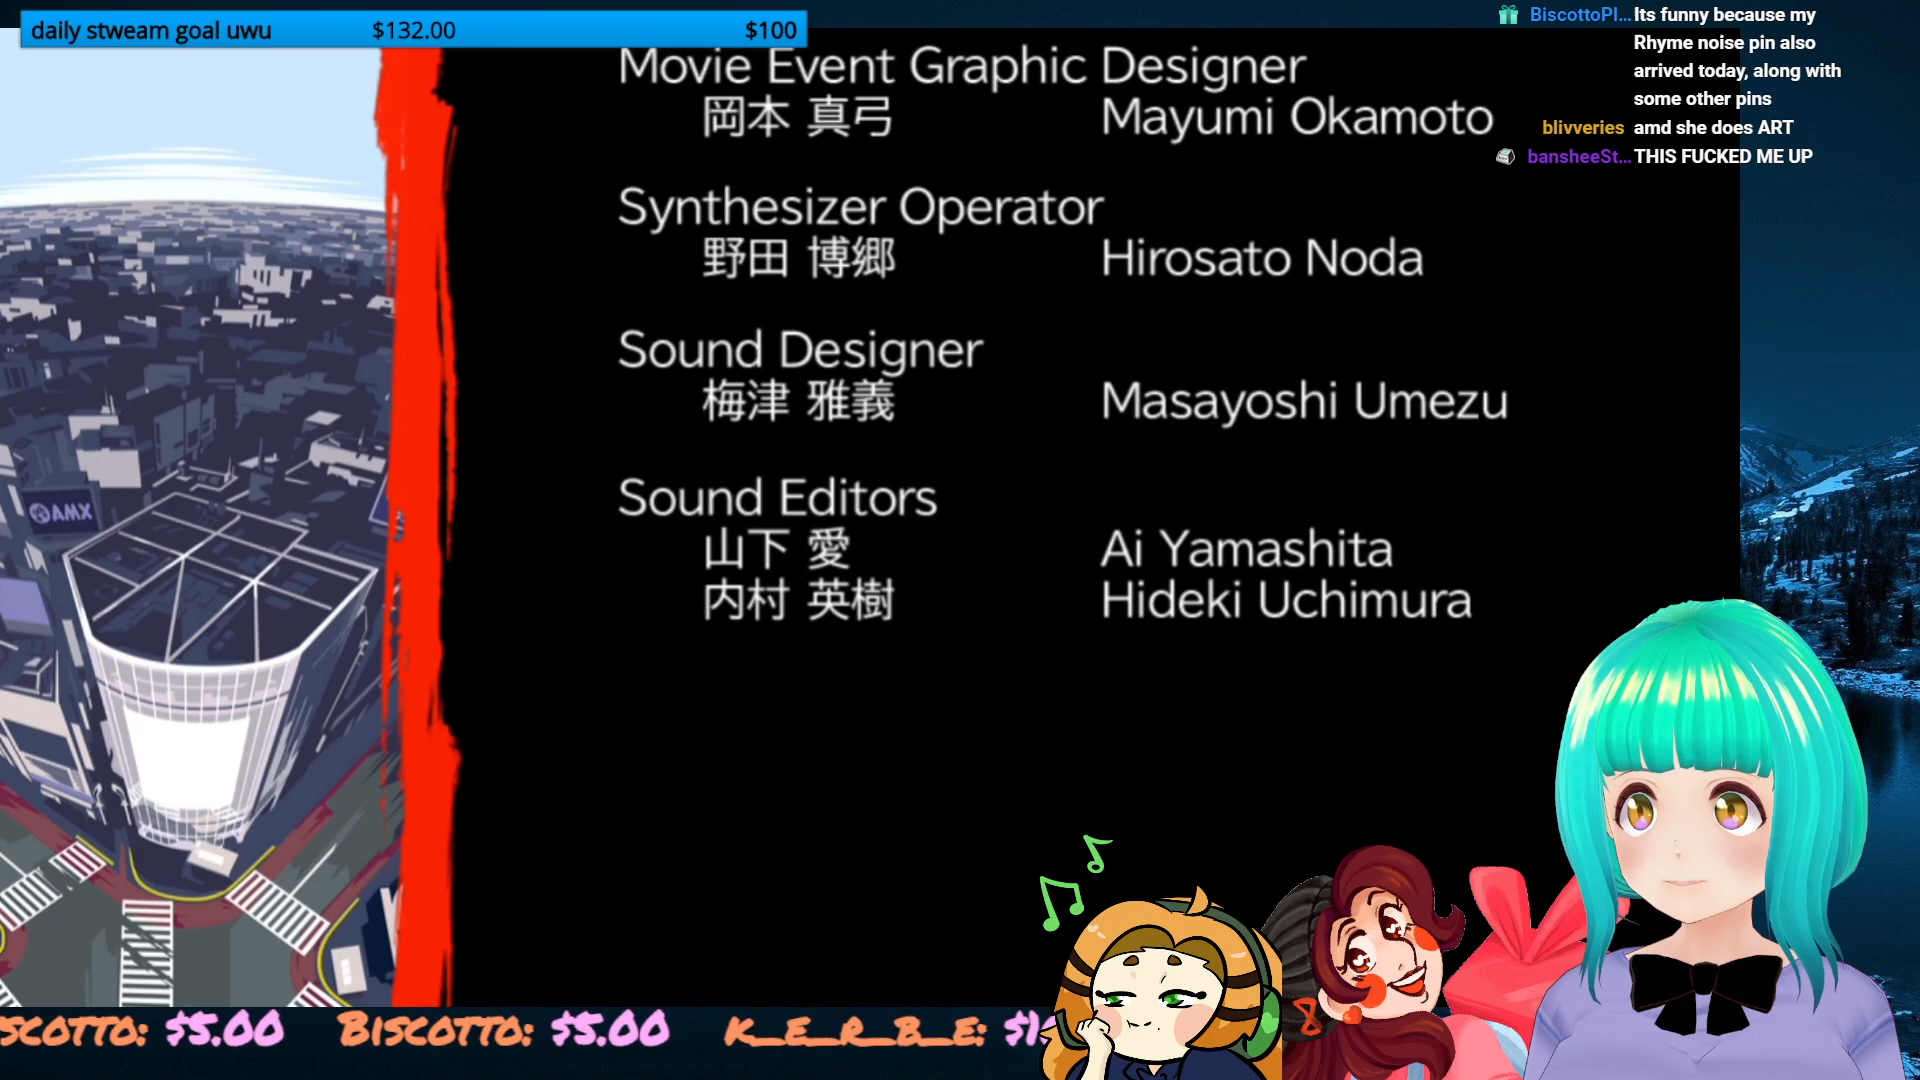 daily stweam goal uwu $132.00 $100
BiscottoPl... Its funny because my
Rhyme noise pin also
arrived today, along with
some other pins
blivveries amd she does ART
bansheeSt... THIS FUCKED ME UP
Movie Event Graphic Designer
岡本 真弓 Mayumi Okamoto
Synthesizer Operator
野田 博郷 Hirosato Noda
Sound Designer
梅津 雅義 Masayoshi Umezu
Sound Editors
山下 愛 Ai Yamashita
内村 英樹 Hideki Uchimura
AMX
SCOTTO: $5.00 BISCOTTO: $5.00 K_E_R_B_E: $1